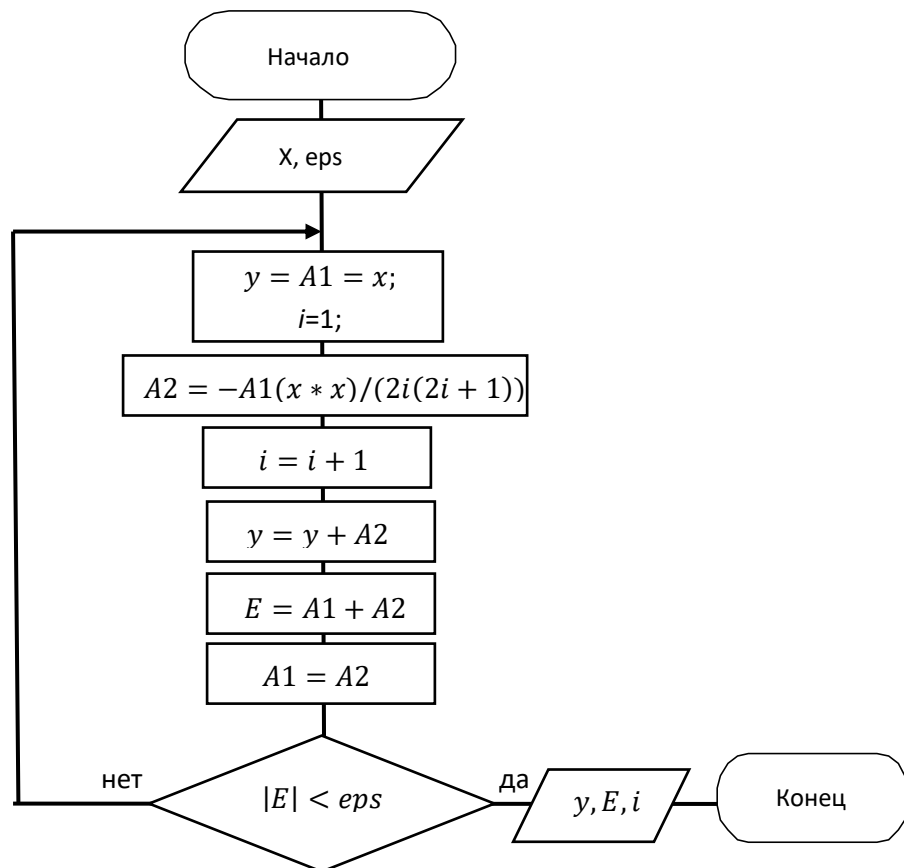 Начало
X, eps
y = A1 = x;
i=1;
A2 = −A1(x * x)/(2i(2i + 1))
i = i + 1
y = y + A2
E = A1 + A2
A1 = A2
нет
|E| < eps
да
y, E, i
Конец